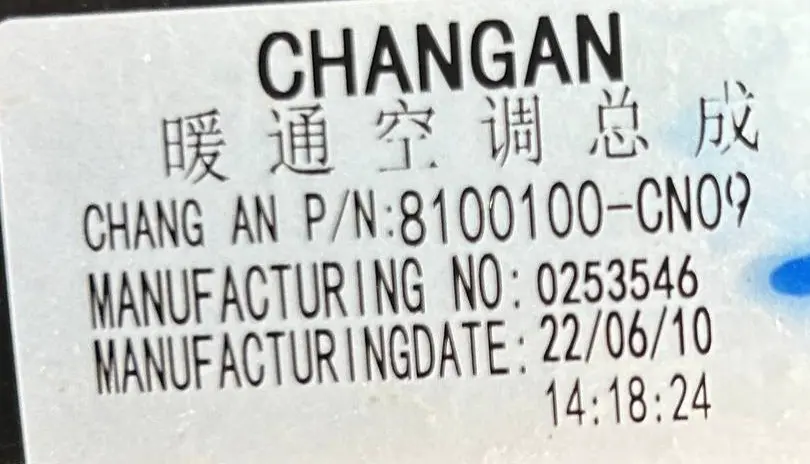 CHANGAN
暖通空调总成
CHANG AN P/N:8100100-CN09
MANUFACTURING NO: 0253546
MANUFACTURINGDATE: 22/06/10
14:18:24